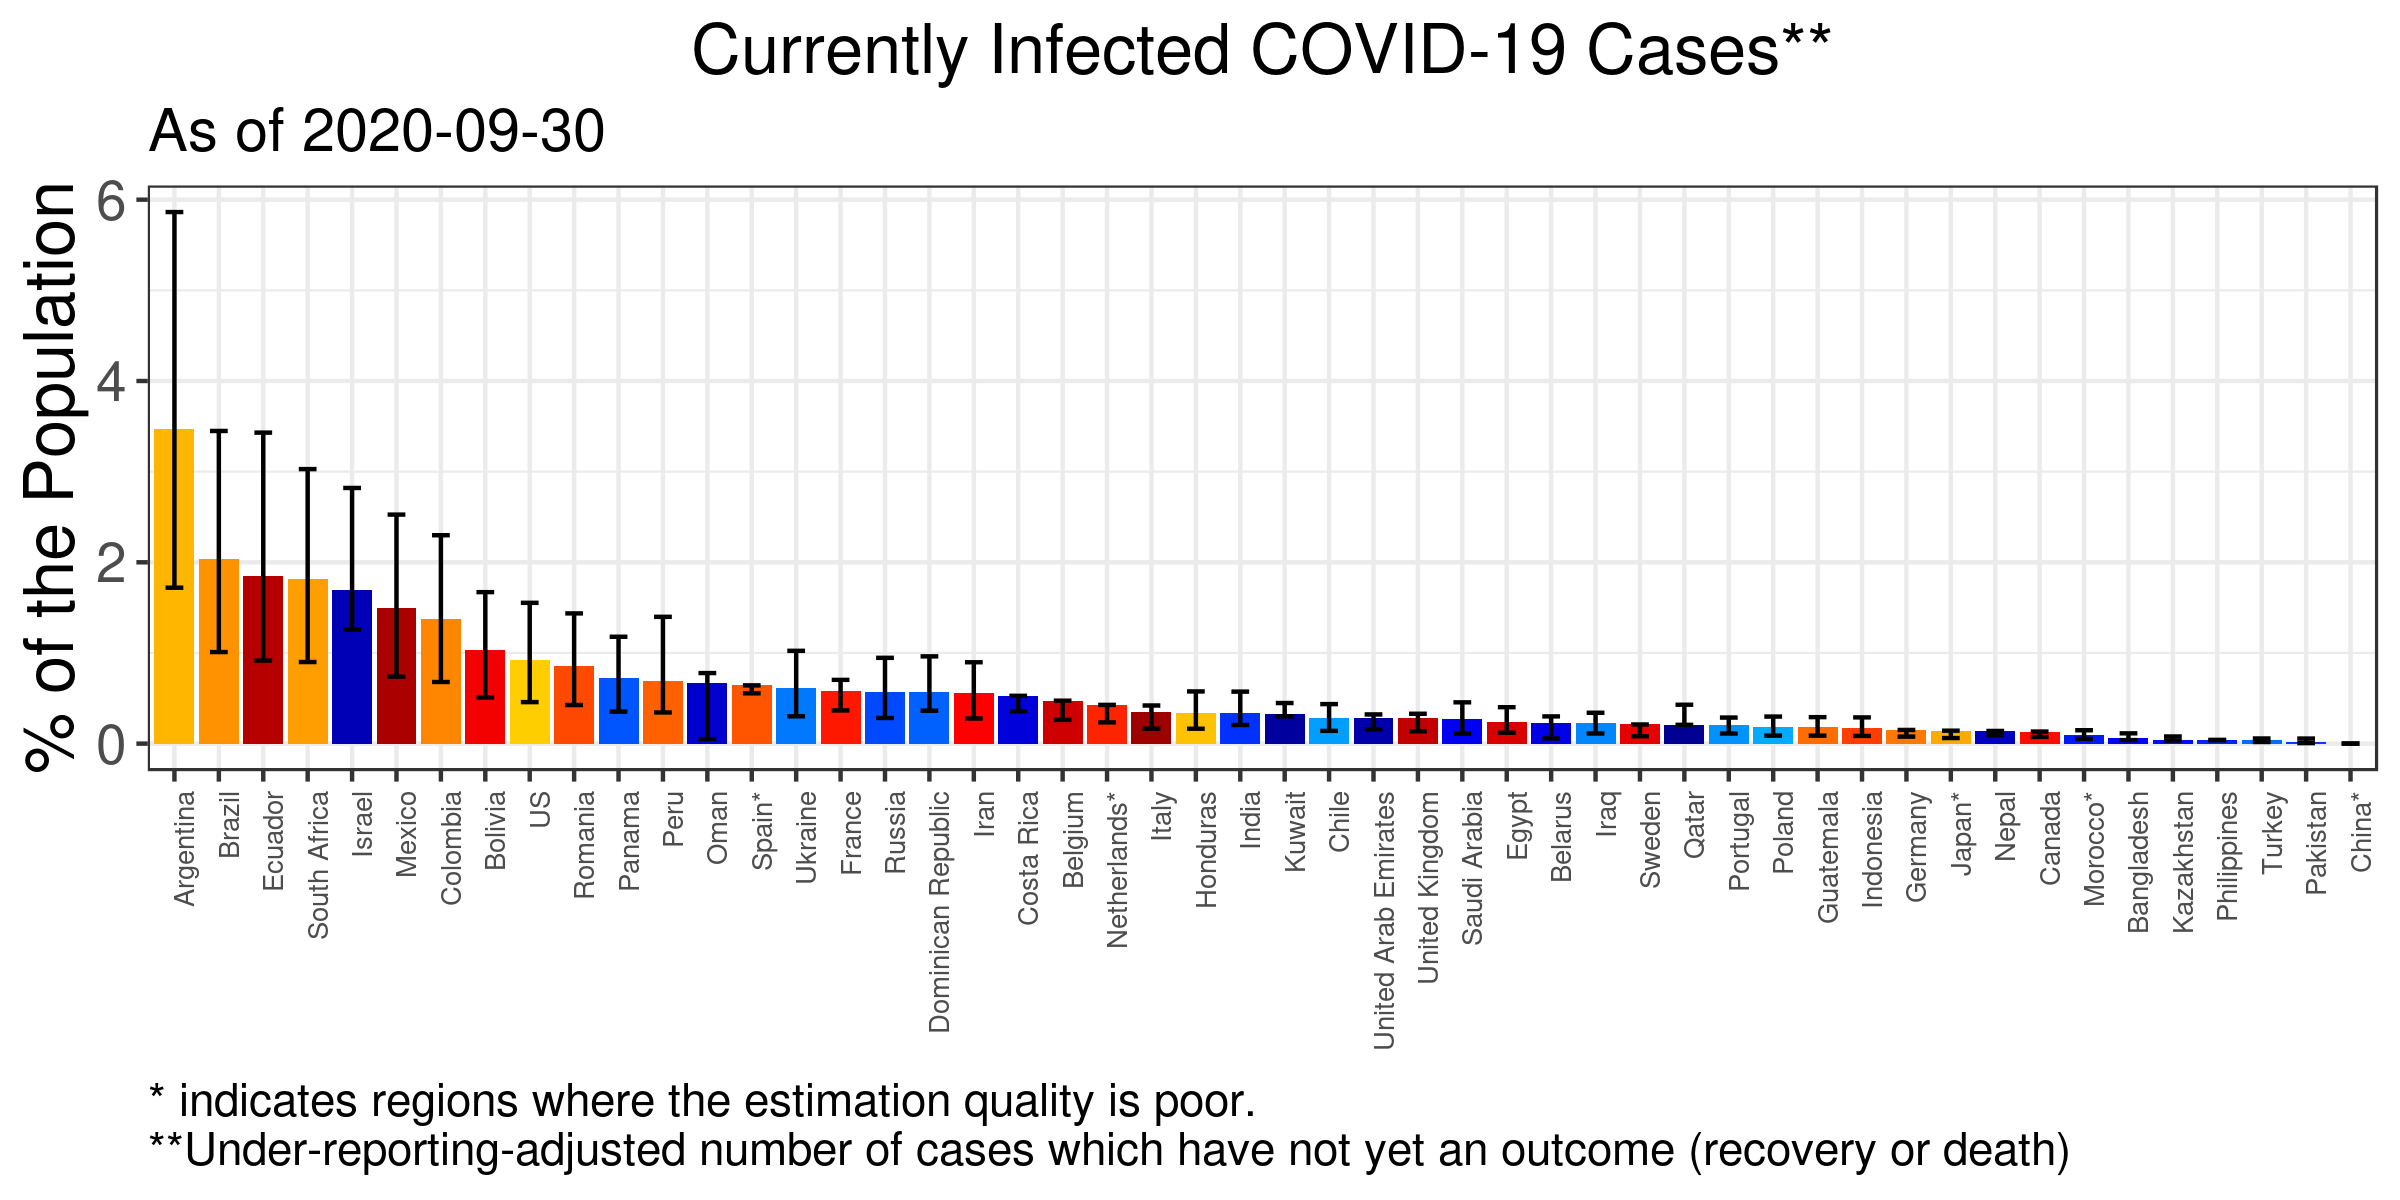 Currently Infected COVID-19 Cases**
As of 2020-09-30
% of the Population
6
4
2
0
Argentina
Brazil
Ecuador
South Africa
Israel
Mexico
Colombia
Bolivia
US
Romania
Panama
Peru
Oman
Spain*
Ukraine
France
Russia
Dominican Republic
Iran
Costa Rica
Belgium
Netherlands*
Italy
Honduras
India
Kuwait
Chile
United Arab Emirates
United Kingdom
Saudi Arabia
Egypt
Belarus
Iraq
Sweden
Qatar
Portugal
Poland
Guatemala
Indonesia
Germany
Japan*
Nepal
Canada
Morocco*
Bangladesh
Kazakhstan
Philippines
Turkey
Pakistan
China*
* indicates regions where the estimation quality is poor.
**Under-reporting-adjusted number of cases which have not yet an outcome (recovery or death)